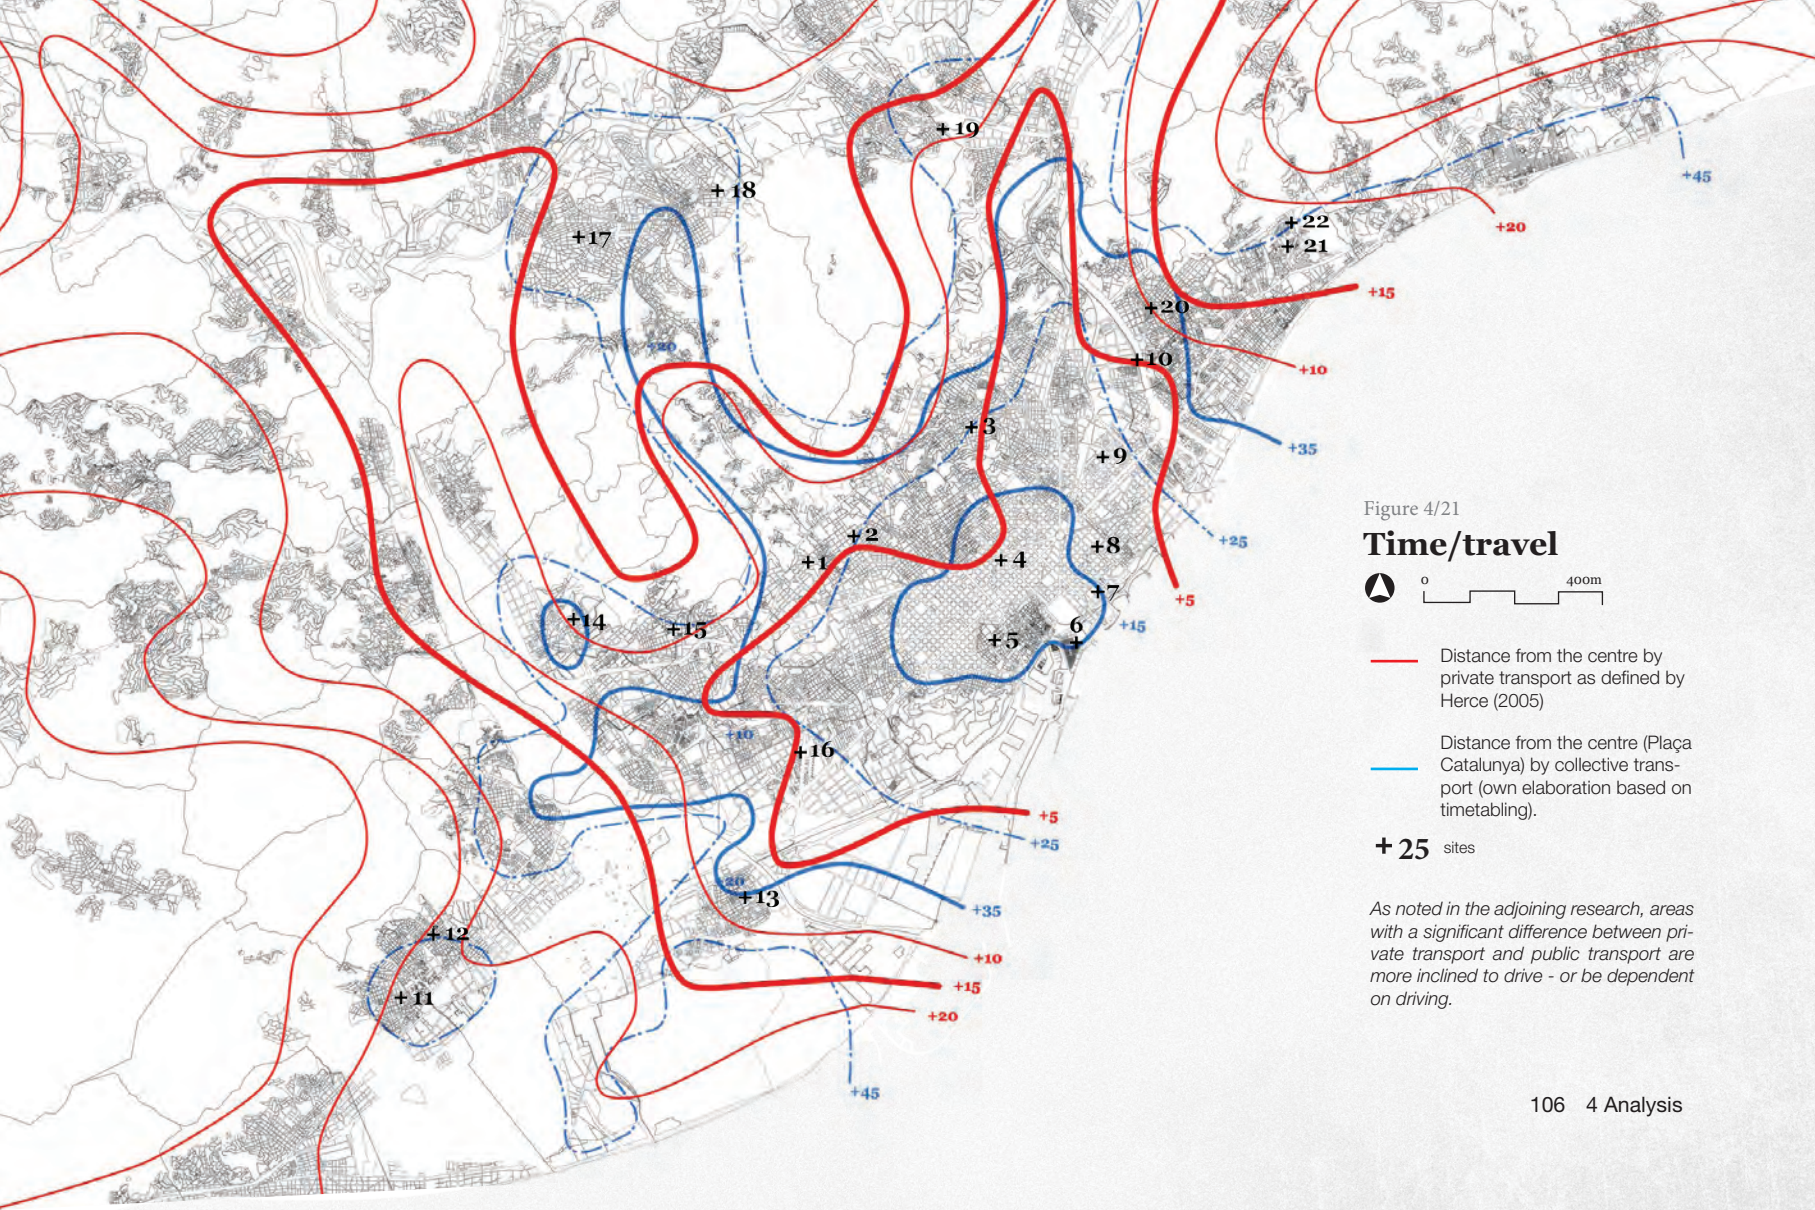 +19
+18
+45
+22
+20
+17
+21
+15
+20
+20
+10
+10
+3
+35
+9
Figure 4/21
+2
+25
Time/travel
+8
+1
+4
0 400m
+7
+5
+14
6
+15
+15
+5
+
Distance from the centre by
private transport as defined by
Herce (2005)
+10
+16
Distance from the centre (Plaça
Catalunya) by collective trans-
port (own elaboration based on
timetabling).
+5
+25
+25 sites
+20
+13
+35
As noted in the adjoining research, areas
with a significant difference between pri-
vate transport and public transport are
more inclined to drive - or be dependent
on driving.
+12
+10
+15
+11
+20
+45
106 4 Analysis